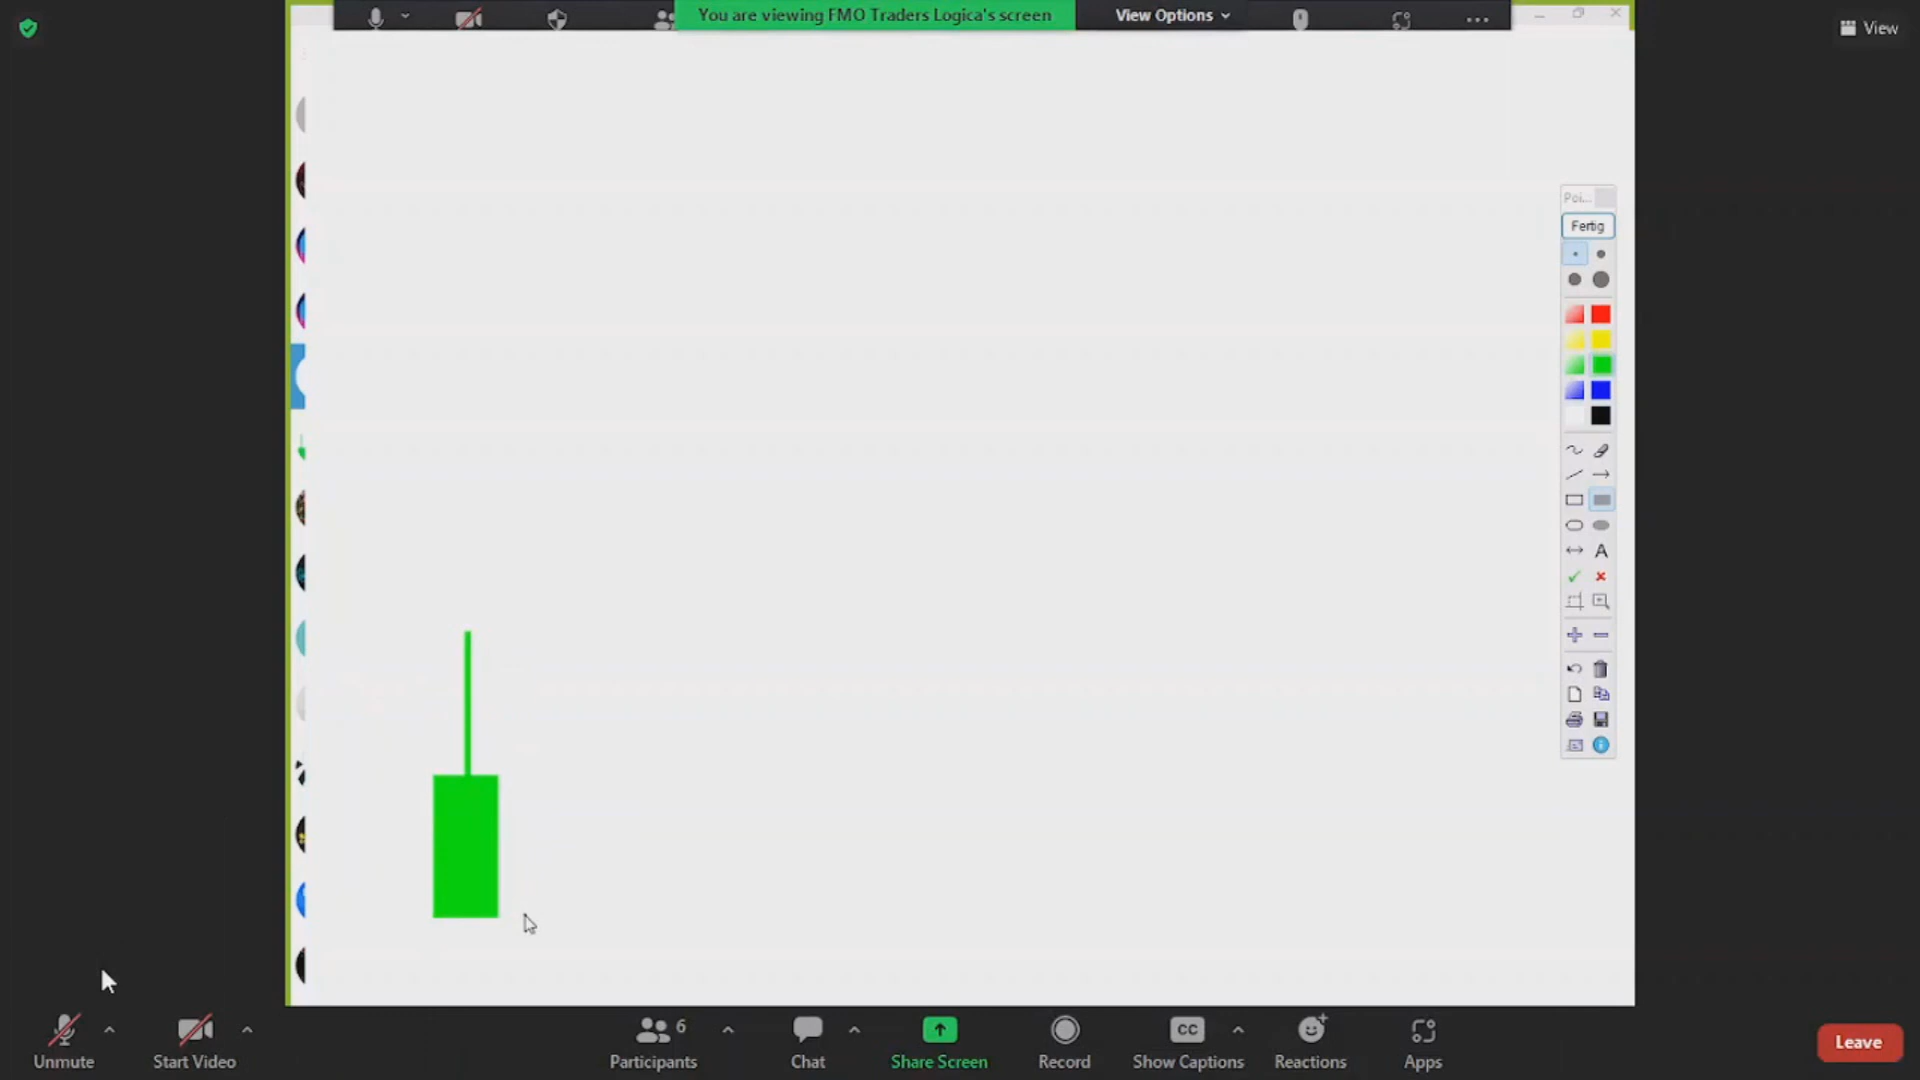 You are viewing FMO Traders Logica's screen
View Options
View
Poi...
Fertig
A
6
CC
Unmute
Start Video
Participants
Chat
Share Screen
Record
Show Captions
Reactions
Apps
Leave